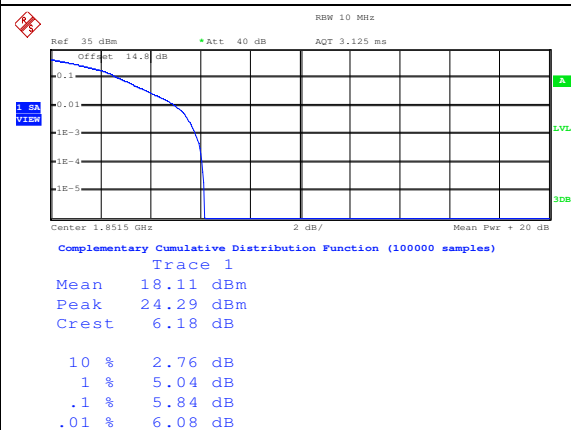 RBW 10 MHz
Ref 35 dBm *Att 40 dB AQT 3.125 ms
Offset 14.8 dB
0.1
A
0.01
1 SA
VIEW
LVL
1E-3
1E-4
1E-5
3DB
Center 1.8515 GHz 2 dB/ Mean Pwr + 20 dB
Complementary Cumulative Distribution Function (100000 samples)
Trace 1
Mean 18.11 dBm
Peak 24.29 dBm
Crest 6.18 dB
10 % 2.76 dB
1 % 5.04 dB
.1 % 5.84 dB
.01 % 6.08 dB